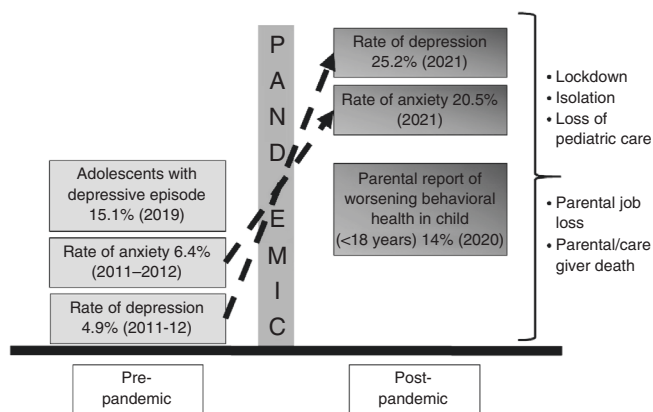 Adolescents with
depressive episode
15.1% (2019)
Rate of anxiety 6.4%
(2011–2012)
Rate of depression
4.9% (2011-12)
Pre-
pandemic
PANDEMIC
Rate of depression
25.2% (2021)
Rate of anxiety 20.5%
(2021)
Parental report of
worsening behavioral
health in child
(<18 years) 14% (2020)
Post-
pandemic
• Lockdown
• Isolation
• Loss of
pediatric care
• Parental job
loss
• Parental/care
giver death